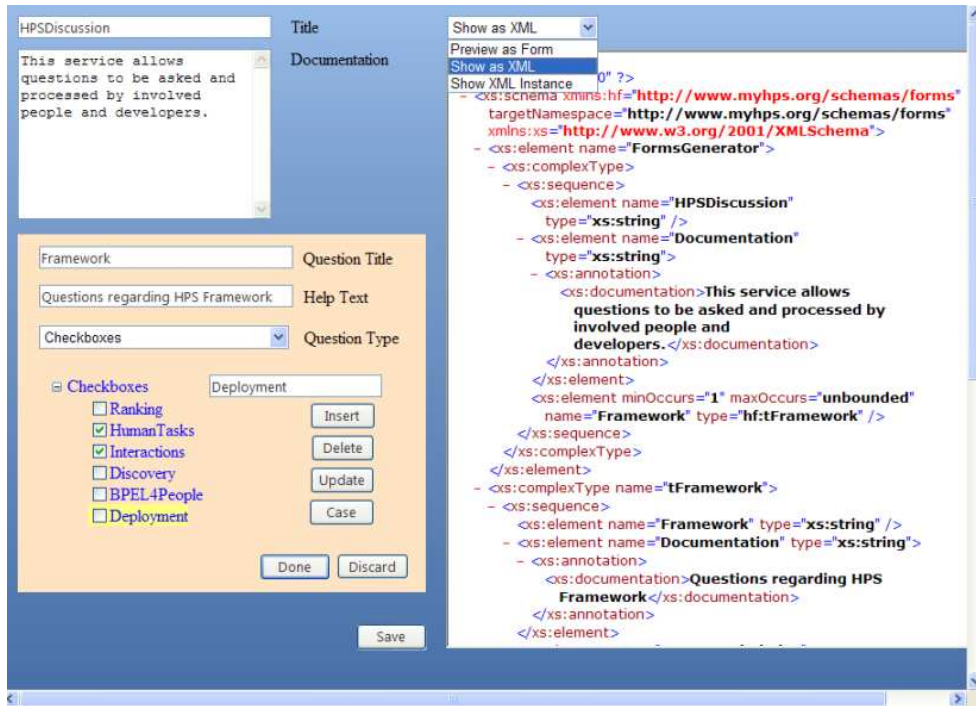 HPSDiscussion
Title
This service allows
questions to be asked and
processed by involved
people and developers.
Documentation
Framework
Question Title
Questions regarding HPS Framework
Help Text
Checkboxes
Question Type
Checkboxes
Deployment
Ranking
HumanTasks
Interactions
Discovery
BPEL4People
Deployment
Insert
Delete
Update
Case
Done
Discard
Save
Show as XML
Preview as Form
Show as XML
Show XML Instance
0" ?>
- <xs:schema xmlns:hf="http://www.myhps.org/schemas/forms"
targetNamespace="http://www.myhps.org/schemas/forms"
xmlns:xs="http://www.w3.org/2001/XMLSchema">
- <xs:element name="FormsGenerator">
- <xs:complexType>
- <xs:sequence>
<xs:element name="HPSDiscussion"
type="xs:string" />
- <xs:element name="Documentation"
type="xs:string">
- <xs:annotation>
<xs:documentation>This service allows
questions to be asked and processed by
involved people and
developers.</xs:documentation>
</xs:annotation>
</xs:element>
<xs:element minOccurs="1" maxOccurs="unbounded"
name="Framework" type="hf:tFramework" />
</xs:sequence>
</xs:complexType>
</xs:element>
- <xs:complexType name="tFramework">
- <xs:sequence>
<xs:element name="Framework" type="xs:string" />
- <xs:element name="Documentation" type="xs:string">
- <xs:annotation>
<xs:documentation>Questions regarding HPS
Framework</xs:documentation>
</xs:annotation>
</xs:element>